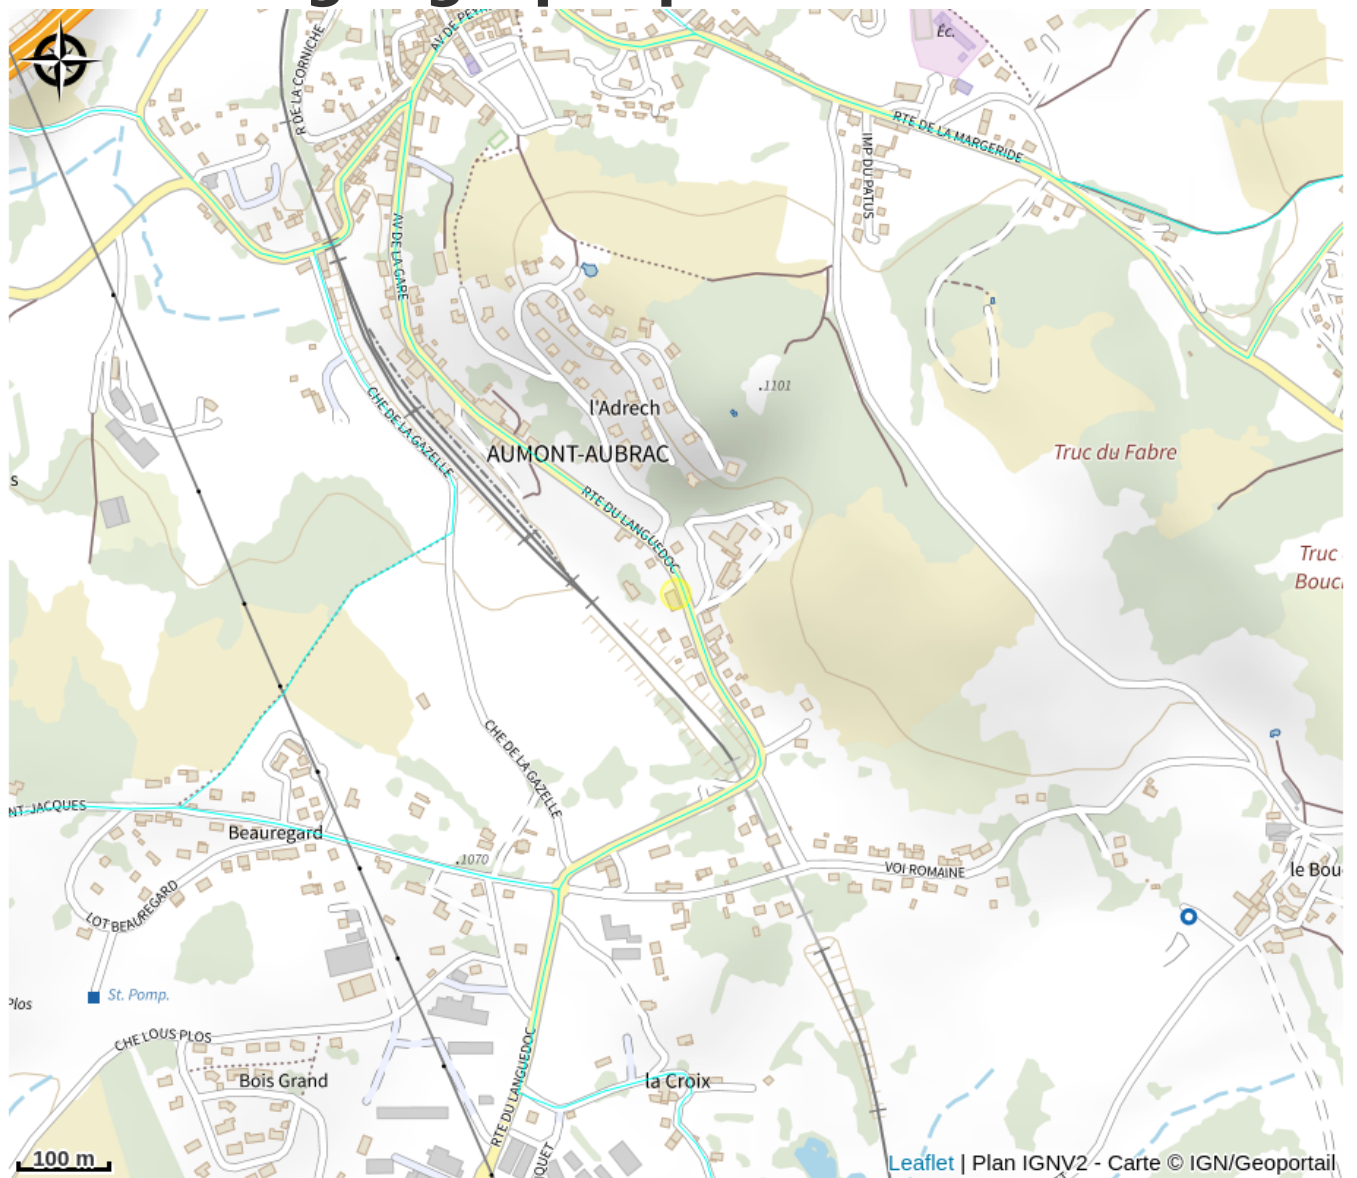 Éc.
AV DE PEYR
R DE LA CORNICHE
RTE DE LA MARGERIDE
IMP DU PATUS
AV DE LA GARE
.1101
l'Adrech
CHE DE LA GAZELLE
AUMONT-AUBRAC
Truc du Fabre
s
RTE DU LANGUEDOC
Truc
Bouc
CHE DE LA GAZELLE
NT-JACQUES
Beauregard
.1070
VOI ROMAINE
le Bou
LOT BEAUREGARD
St. Pomp.
Plos
CHE LOUS PLOS
Bois Grand
la Croix
RTE DU LANGUEDOC
QUET
100 m
Leaflet | Plan IGNV2 - Carte © IGN/Geoportail